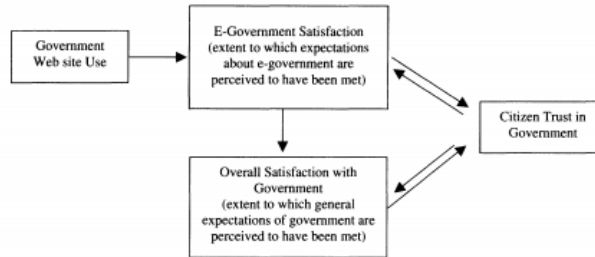 Government
Web site Use
E-Government Satisfaction
(extent to which expectations
about e-government are
perceived to have been met)
Citizen Trust in
Government
Overall Satisfaction with
Government
(extent to which general
expectations of government are
perceived to have been met)